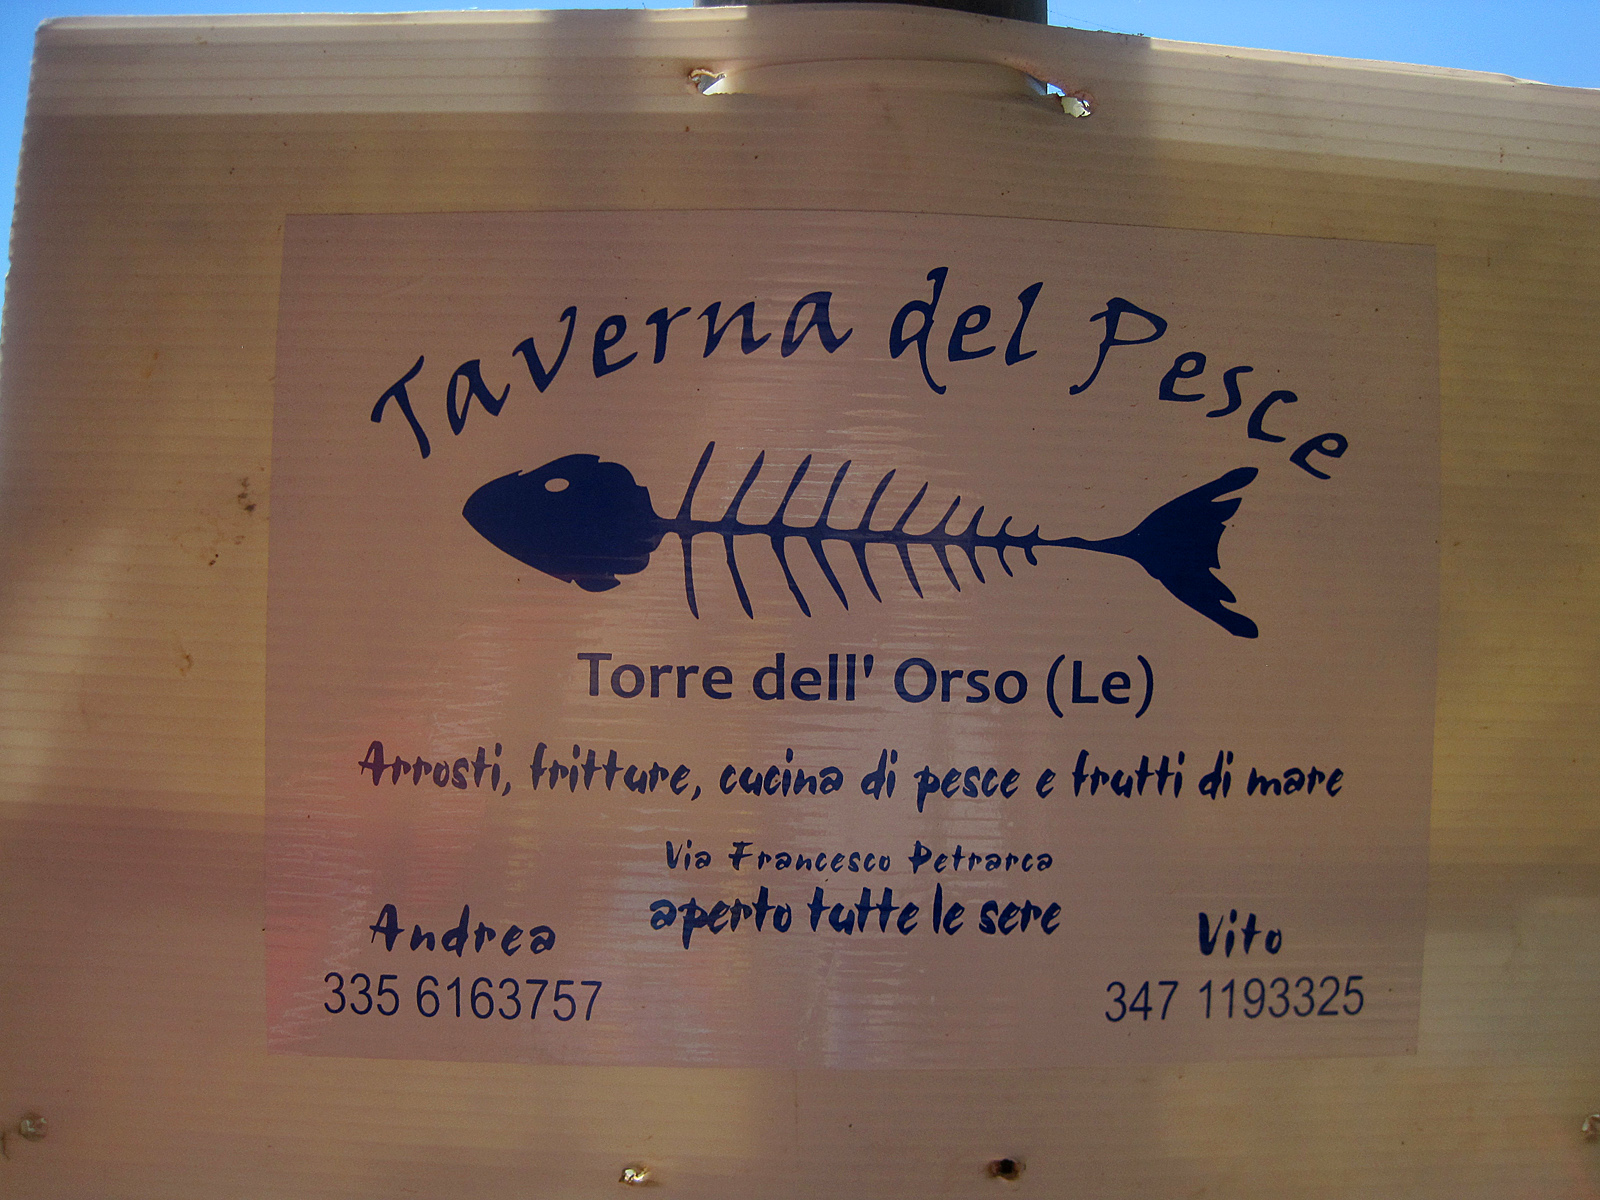 Taverna del Pesce
Torre dell' Orso (Le)
Arrosti, fritture, cucina di pesce e frutti di mare
Via Francesco Petrarca
aperto tutte le sere
Andrea
335 6163757
Vito
347 1193325